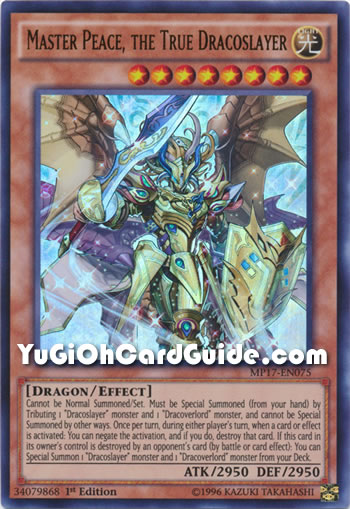 MASTER PEACE, THE TRUE DRACOSLAYER
LIGHT
光
YuGiOhCardGuide.com
MP17-EN075
[DRAGON/EFFECT]
Cannot be Normal Summoned/Set. Must be Special Summoned (from your hand) by
Tributing 1 "Dracoslayer" monster and 1 "Dracoverlord" monster, and cannot be Special
Summoned by other ways. Once per turn, during either player's turn, when a card or effect
is activated: You can negate the activation, and if you do, destroy that card. If this card in
its owner's control is destroyed by an opponent's card (by battle or card effect): You can
Special Summon 1 "Dracoslayer" monster and 1 "Dracoverlord" monster from your Deck.
ATK/2950 DEF/2950
34079868 1st Edition ©1996 KAZUKI TAKAHASHI